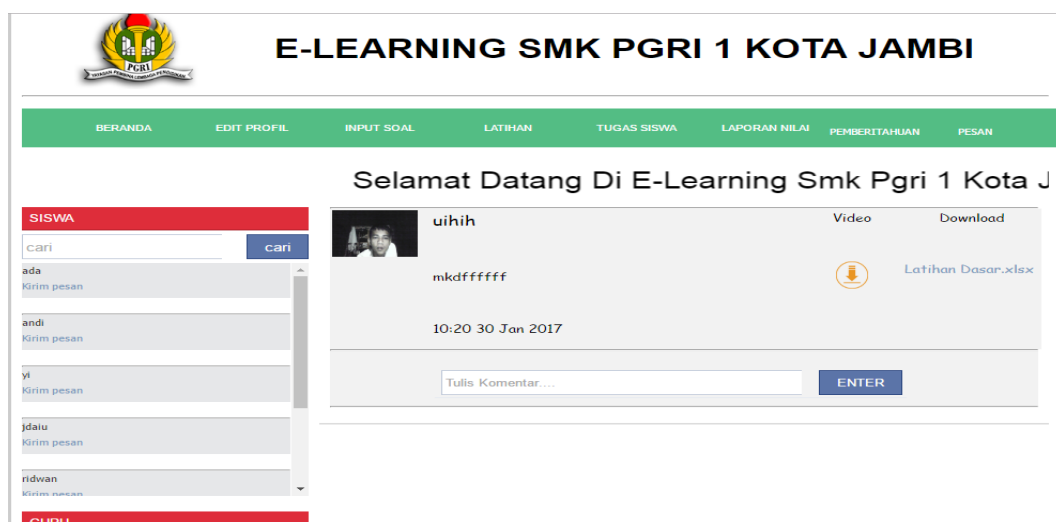 PGRI
E-LEARNING SMK PGRI 1 KOTA JAMBI
BERANDA EDIT PROFIL INPUT SOAL LATIHAN TUGAS SISWA LAPORAN NILAI PEMBERITAHUAN PESAN
Selamat Datang Di E-Learning Smk Pgri 1 Kota J
SISWA
cari cari
ada
Kirim pesan
andi
Kirim pesan
yi
Kirim pesan
jdaiu
Kirim pesan
ridwan
Kirim pesan
GURU
uihih Video Download
mkdffffff Latihan Dasar.xlsx
10:20 30 Jan 2017
Tulis Komentar.... ENTER